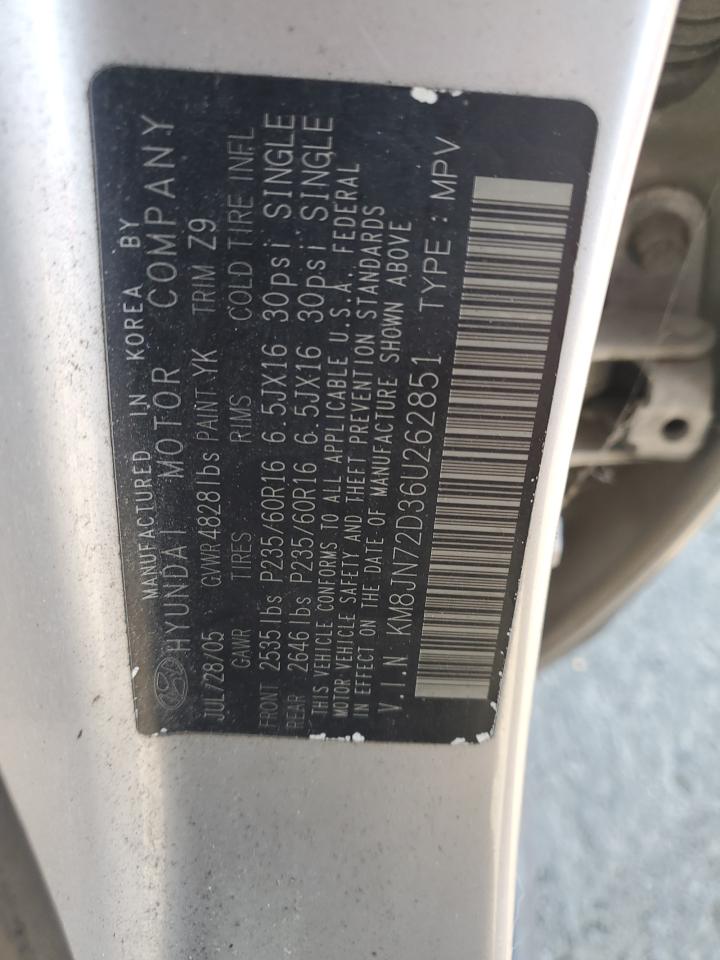 MANUFACTURED IN KOREA BY
HYUNDAI MOTOR COMPANY
JUL/28/05 GVWR 4828lbs PAINT YK TRIM Z9
GAWR TIRES RIMS COLD TIRE INFL
FRONT 2535lbs P235/60R16 6.5JX16 30psi SINGLE
REAR 2646lbs P235/60R16 6.5JX16 30psi SINGLE
THIS VEHICLE CONFORMS TO ALL APPLICABLE U.S.A. FEDERAL
MOTOR VEHICLE SAFETY AND THEFT PREVENTION STANDARDS
IN EFFECT ON THE DATE OF MANUFACTURE SHOWN ABOVE
V.I.N KM8JN72D36U262851 TYPE : MPV